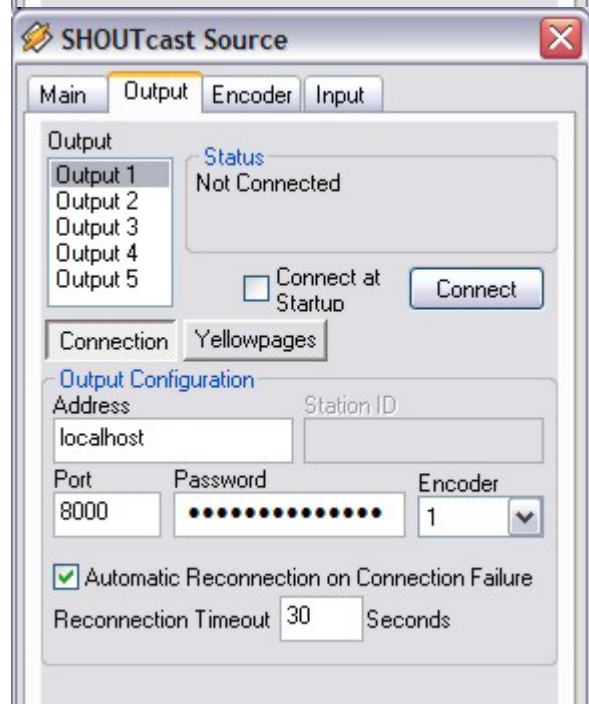 SHOUTcast Source
Main Output Encoder Input
Output
Output 1
Output 2
Output 3
Output 4
Output 5
Status
Not Connected
Connect at
Startup
Connect
Connection Yellowpages
Output Configuration
Address Station ID
localhost
Port Password Encoder
8000 ●●●●●●●●●●●●●● 1
Automatic Reconnection on Connection Failure
Reconnection Timeout 30 Seconds